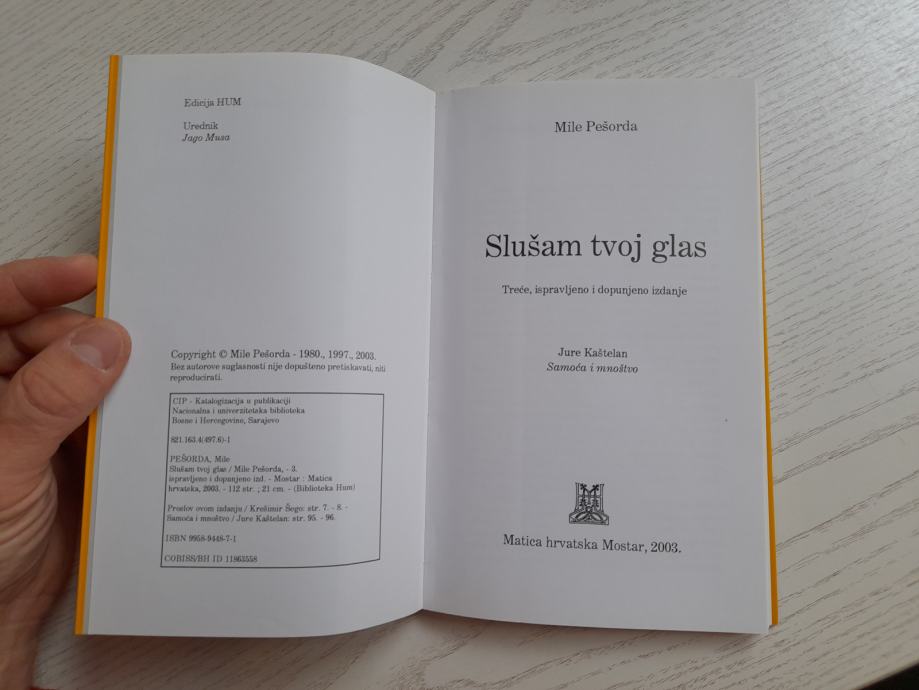 Edicija HUM
Urednik
Jago Musa
Copyright © Mile Pešorda - 1980., 1997., 2003.
Bez autorove suglasnosti nije dopušteno pretiskavati, niti
reproducirati.
CIP - Katalogizacija u publikaciji
Nacionalna i univerzitetska biblioteka
Bosne i Hercegovine, Sarajevo
821.163.4(497.6)-1
PEŠORDA, Mile
Slušam tvoj glas / Mile Pešorda, - 3.
ispravljeno i dopunjeno izd. - Mostar : Matica
hrvatska, 2003. - 112 str. ; 21 cm. - (Biblioteka Hum)
Proslov ovom izdanju / Krešimir Šego: str. 7. - 8. -
Samoća i mnoštvo / Jure Kaštelan: str. 95. - 96.
ISBN 9958-9448-7-1
COBISS/BH ID 11863558
Mile Pešorda
Slušam tvoj glas
Treće, ispravljeno i dopunjeno izdanje
Jure Kaštelan
Samoća i mnoštvo
Matica hrvatska Mostar, 2003.